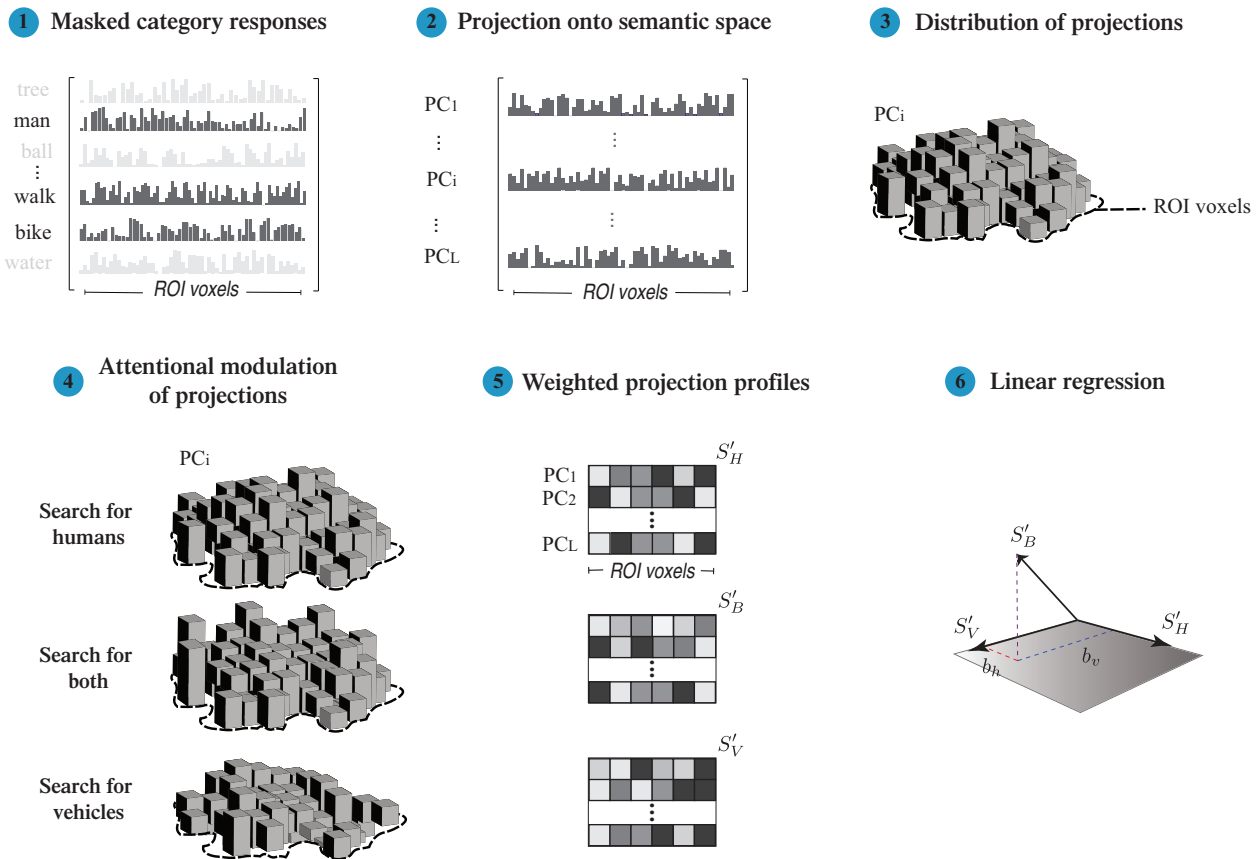 1 Masked category responses
tree
man
ball
⋮
walk
bike
water
ROI voxels
2 Projection onto semantic space
PC1
⋮
PCi
⋮
PCL
ROI voxels
3 Distribution of projections
PCi
ROI voxels
4 Attentional modulation
of projections
PCi
Search for
humans
Search for
both
Search for
vehicles
5 Weighted projection profiles
S′H
PC1
PC2
PCL
ROI voxels
S′B
S′V
6 Linear regression
S′B
S′V
S′H
bh
bv